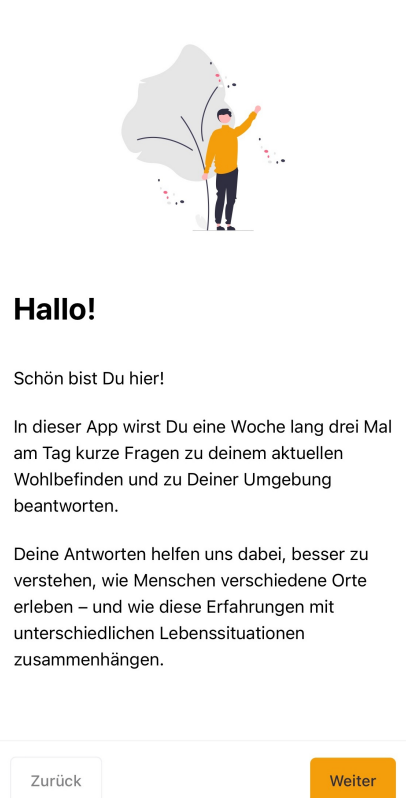 Hallo!
Schön bist Du hier!
In dieser App wirst Du eine Woche lang drei Mal
am Tag kurze Fragen zu deinem aktuellen
Wohlbefinden und zu Deiner Umgebung
beantworten.
Deine Antworten helfen uns dabei, besser zu
verstehen, wie Menschen verschiedene Orte
erleben – und wie diese Erfahrungen mit
unterschiedlichen Lebenssituationen
zusammenhängen.
Zurück
Weiter